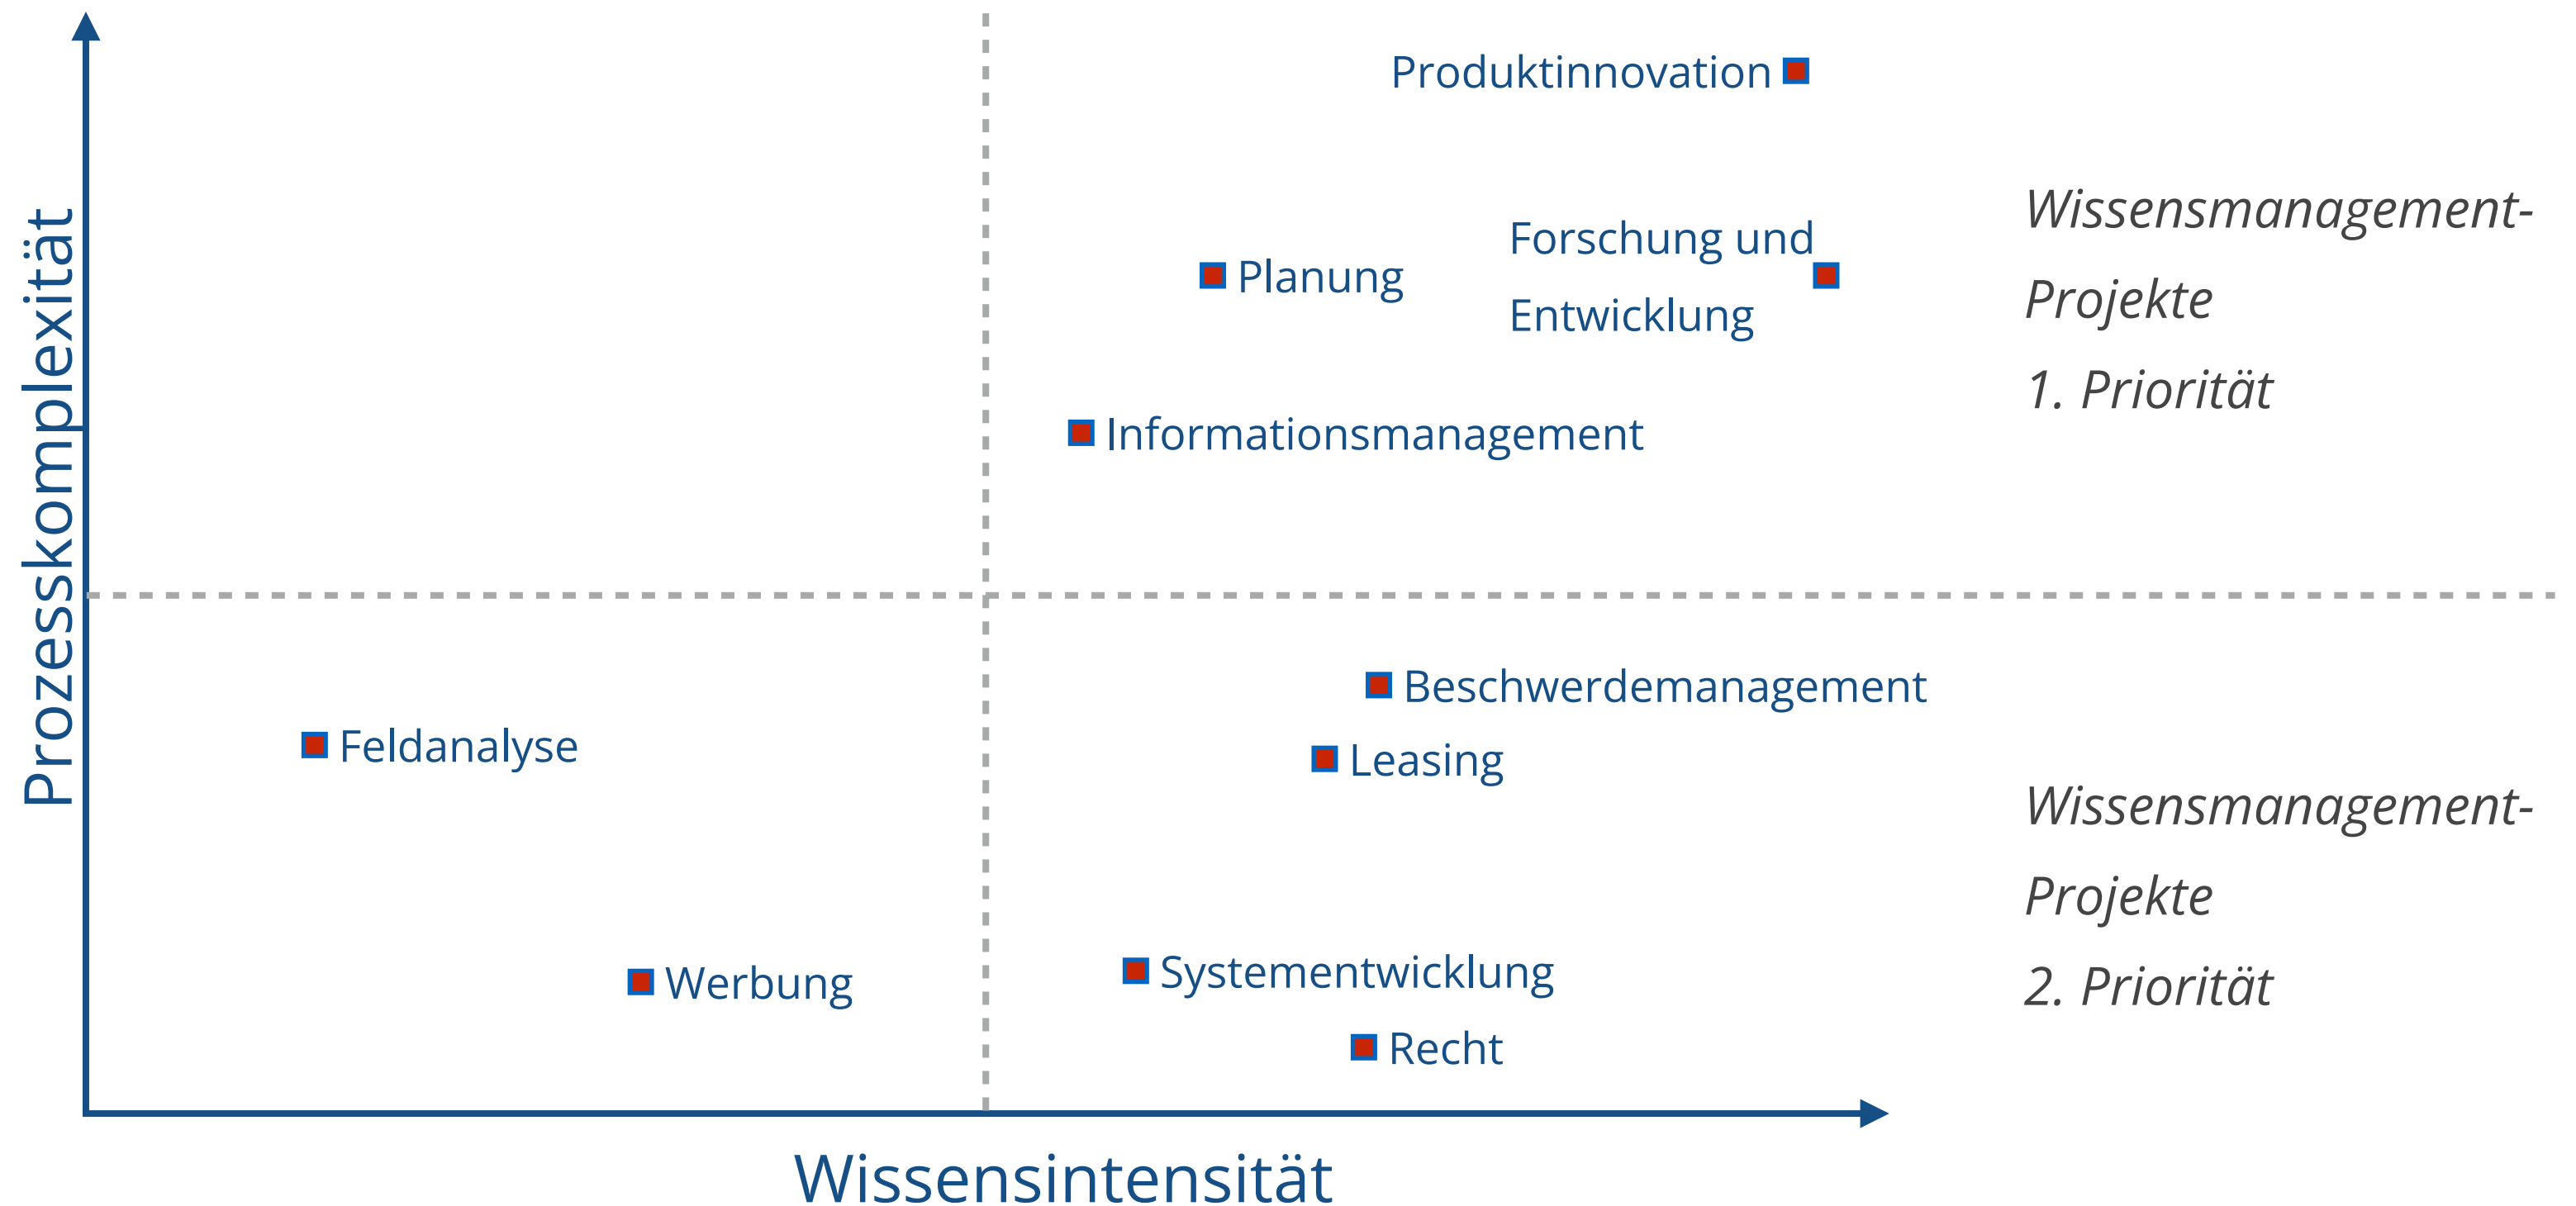 Prozesskomplexität
Produktinnovation
Forschung und
Entwicklung
Planung
Informationsmanagement
Wissensmanagement-
Projekte
1. Priorität
Beschwerdemanagement
Feldanalyse
Leasing
Werbung
Systementwicklung
Recht
Wissensmanagement-
Projekte
2. Priorität
Wissensintensität